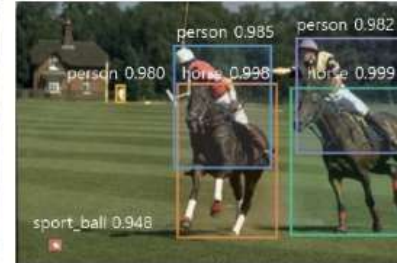 person 0.985
person 0.982
person 0.980
horse 0.998
horse 0.999
sport_ball 0.948